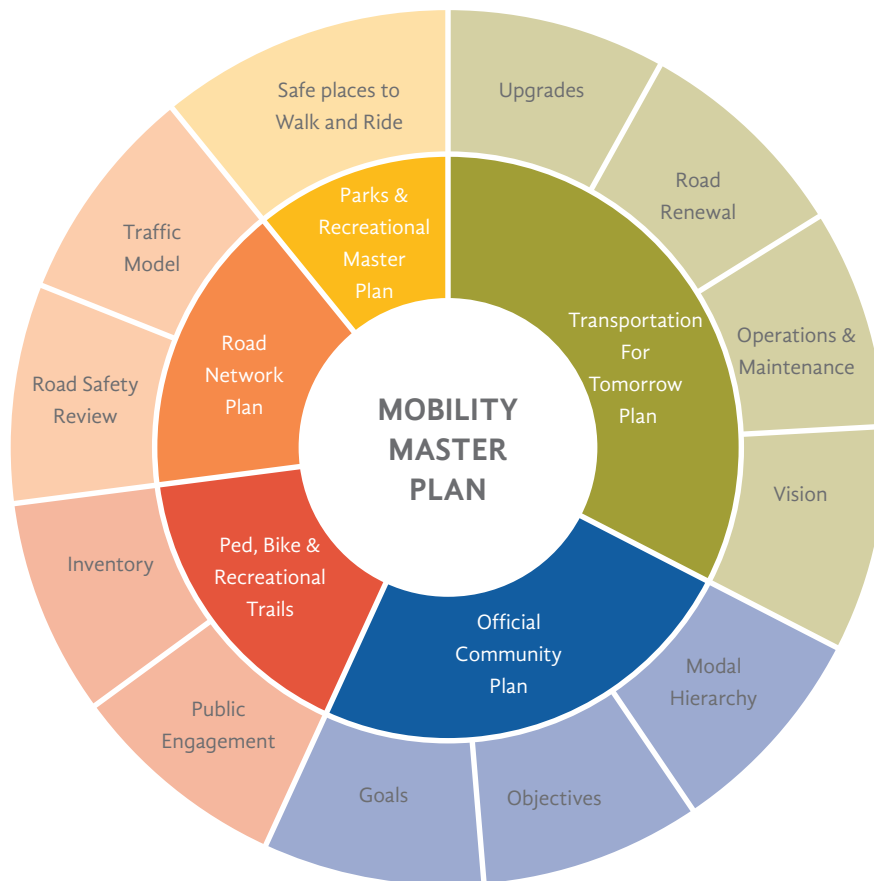 Safe places to
Walk and Ride
Upgrades
Road
Renewal
Operations &
Maintenance
Vision
Modal
Hierarchy
Objectives
Goals
Public
Engagement
Inventory
Road Safety
Review
Traffic
Model
Parks &
Recreational
Master
Plan
Transportation
For
Tomorrow
Plan
Official
Community
Plan
Ped, Bike &
Recreational
Trails
Road
Network
Plan
MOBILITY
MASTER
PLAN